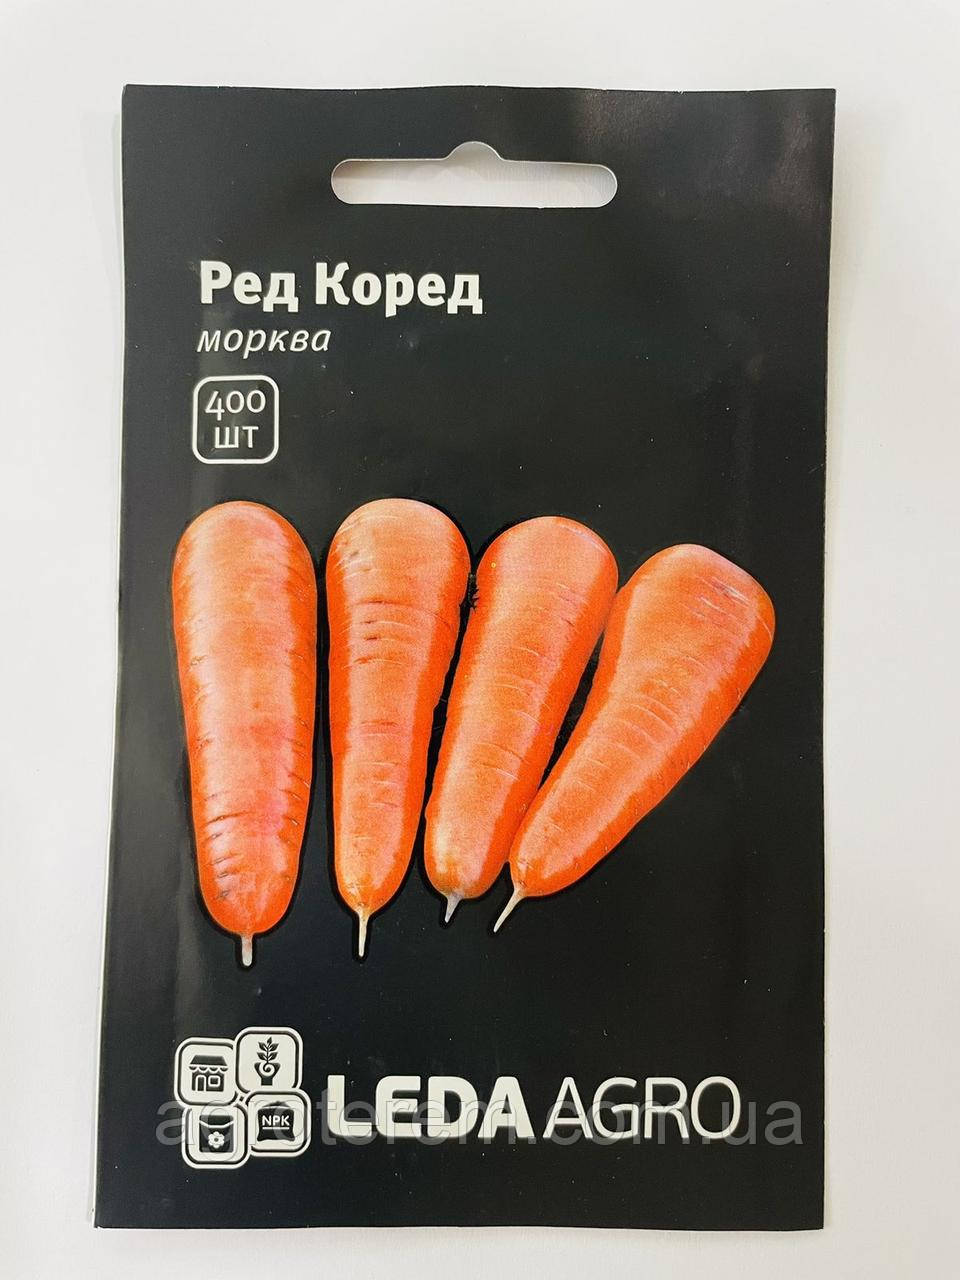 Ред Коред
морква
400
шт
NPK
LEDA AGRO
agroterem.com.ua